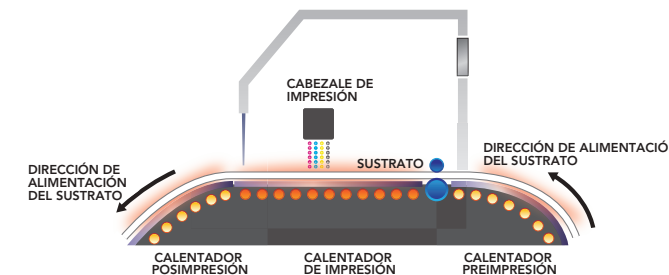 CABEZALE DE
IMPRESIÓN
SUSTRATO
DIRECCIÓN DE ALIMENTACIÓ
DEL SUSTRATO
DIRECCIÓN DE
ALIMENTACIÓN
DEL SUSTRATO
CALENTADOR
POSIMPRESIÓN
CALENTADOR
DE IMPRESIÓN
CALENTADOR
PREIMPRESIÓN